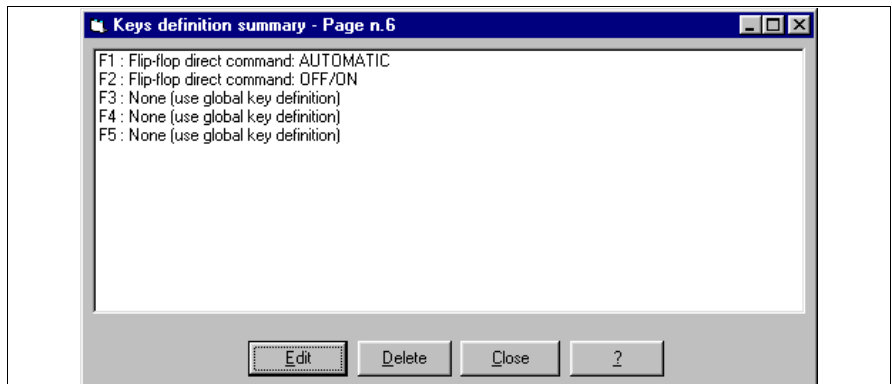 Keys definition summary - Page n.6
F1 : Flip-flop direct command: AUTOMATIC
F2 : Flip-flop direct command: OFF/ON
F3 : None (use global key definition)
F4 : None (use global key definition)
F5 : None (use global key definition)
Edit Delete Close ?